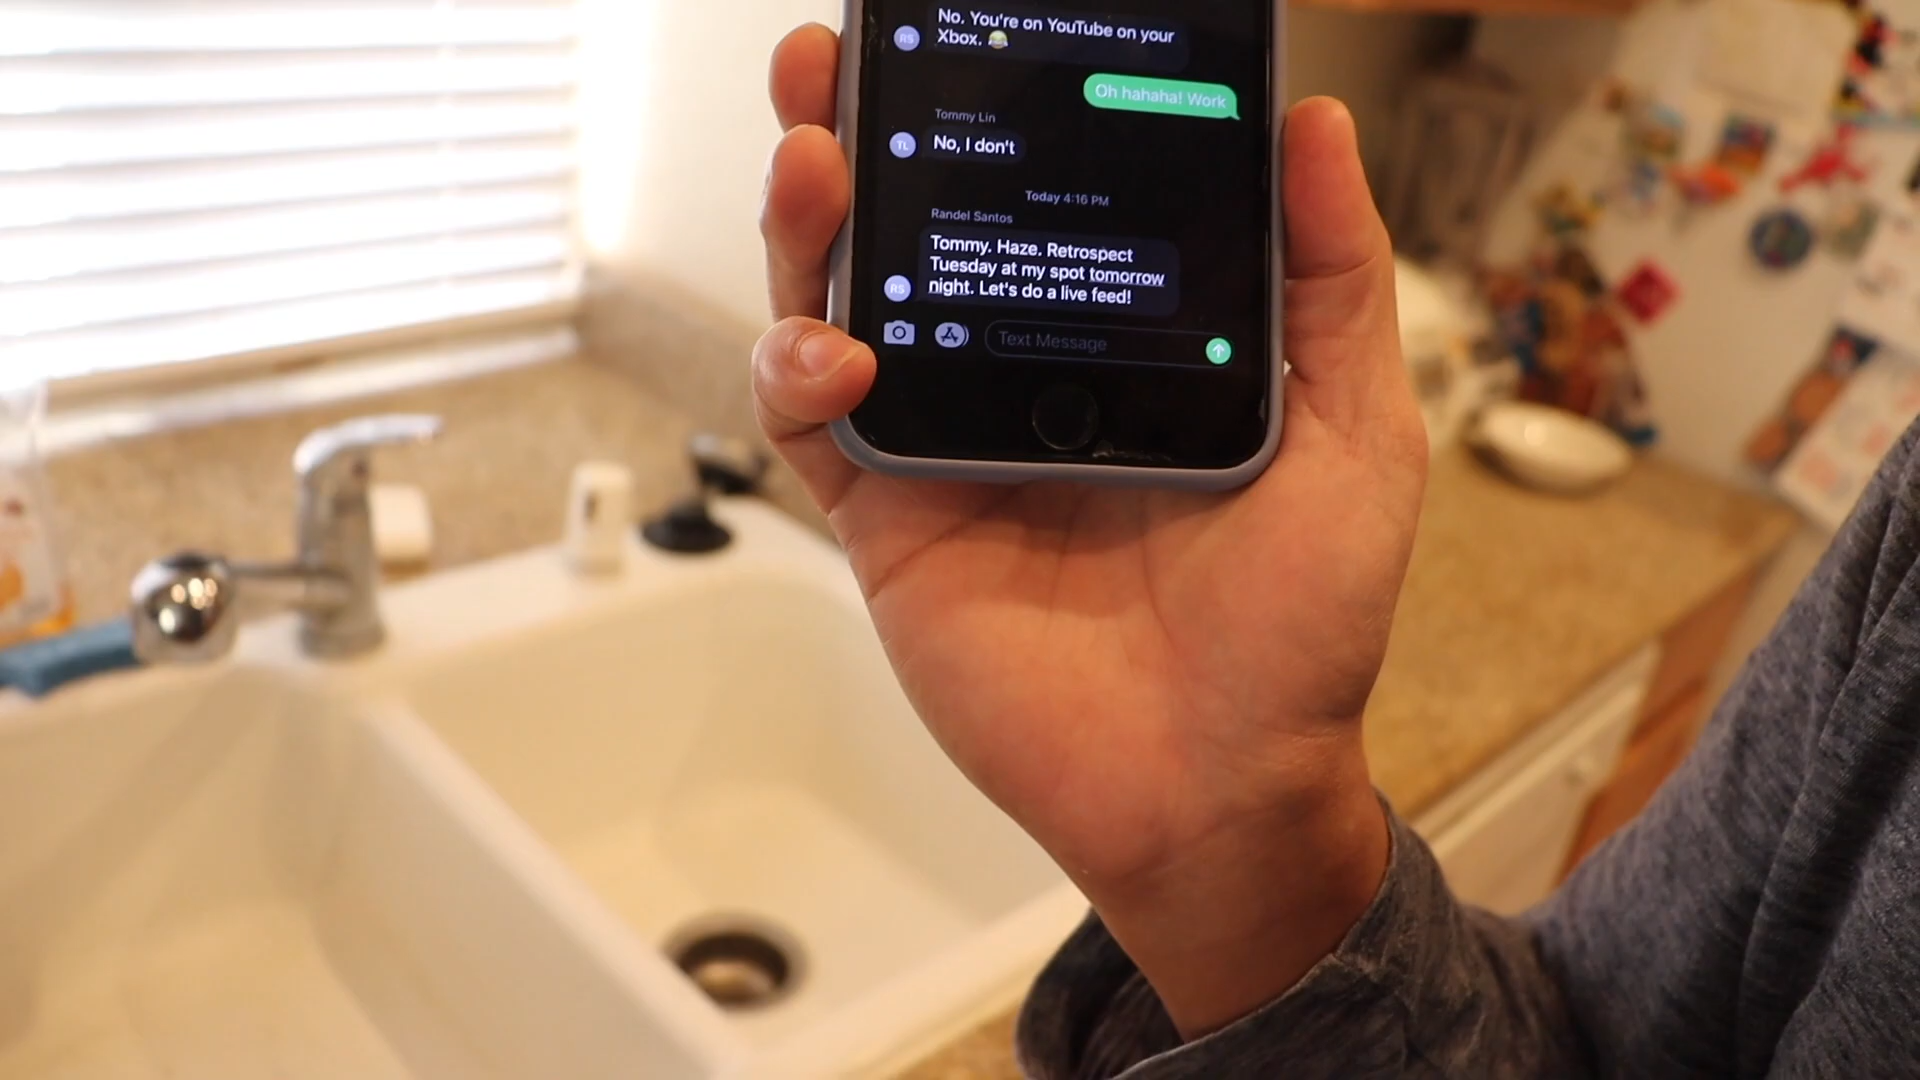 No. You're on YouTube on your
Xbox. 😂
RS
Oh hahaha! Work
Tommy Lin
TL
No, I don't
Today 4:16 PM
Randel Santos
Tommy. Haze. Retrospect
Tuesday at my spot tomorrow
night. Let's do a live feed!
RS
Text Message